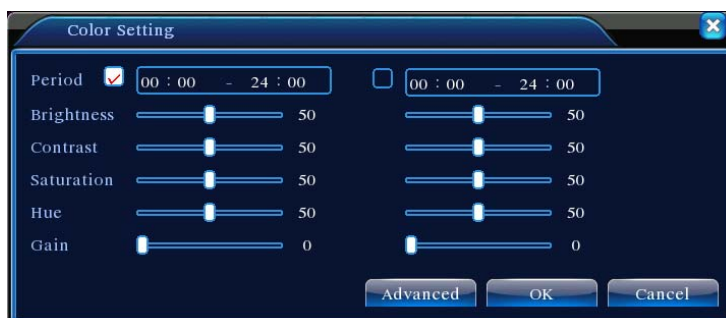 Color Setting
Period 00 : 00 - 24 : 00 00 : 00 - 24 : 00
Brightness 50 50
Contrast 50 50
Saturation 50 50
Hue 50 50
Gain 0 0
Advanced OK Cancel